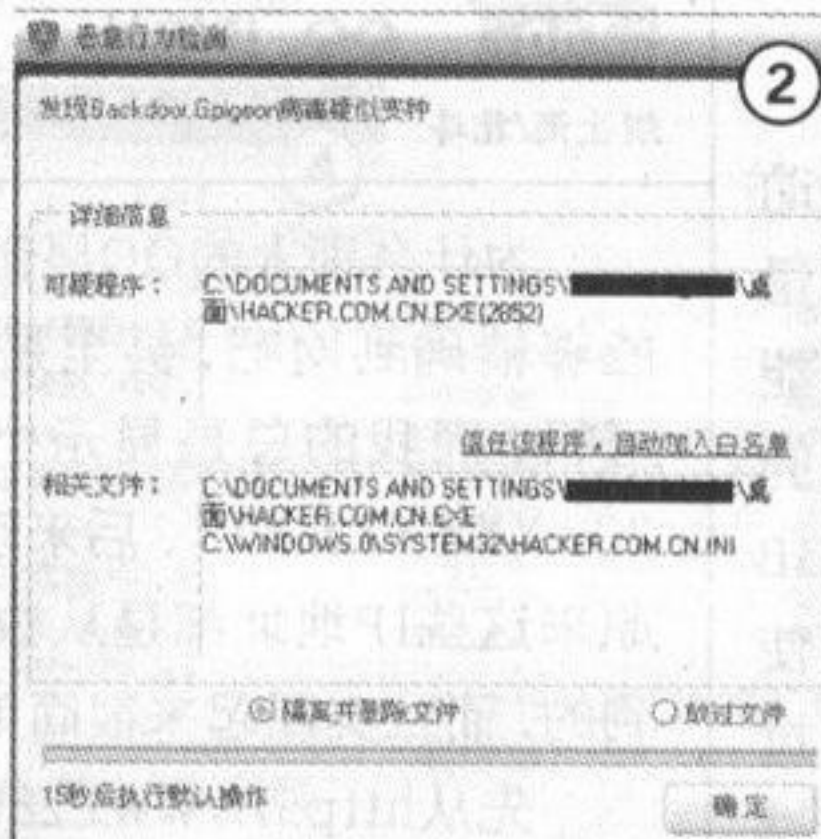 恶意行为检测
2
发现Backdoor.Gpigeon病毒疑似变种
详细信息
可疑程序：
C:\DOCUMENTS AND SETTINGS\
\桌
面\HACKER.COM.CN.EXE(2852)
信任该程序，自动加入白名单
相关文件：
C:\DOCUMENTS AND SETTINGS\
\桌
面\HACKER.COM.CN.EXE
C:\WINDOWS.0\SYSTEM32\HACKER.COM.CN.INI
隔离并删除文件
放过文件
15秒后执行默认操作
确定